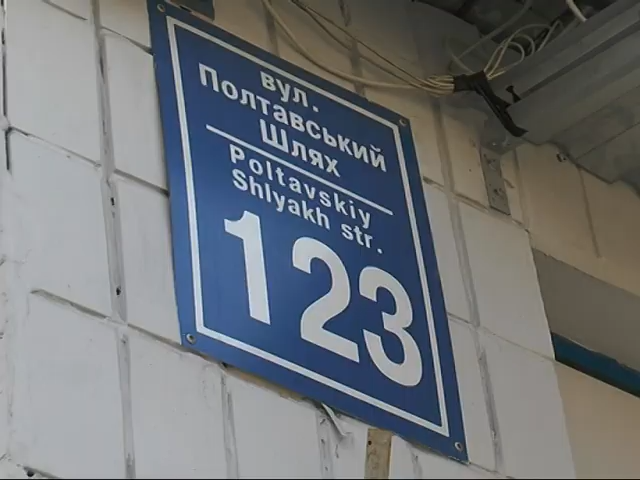 вул.
Полтавський
Шлях
Poltavskiy
Shlyakh str.
123